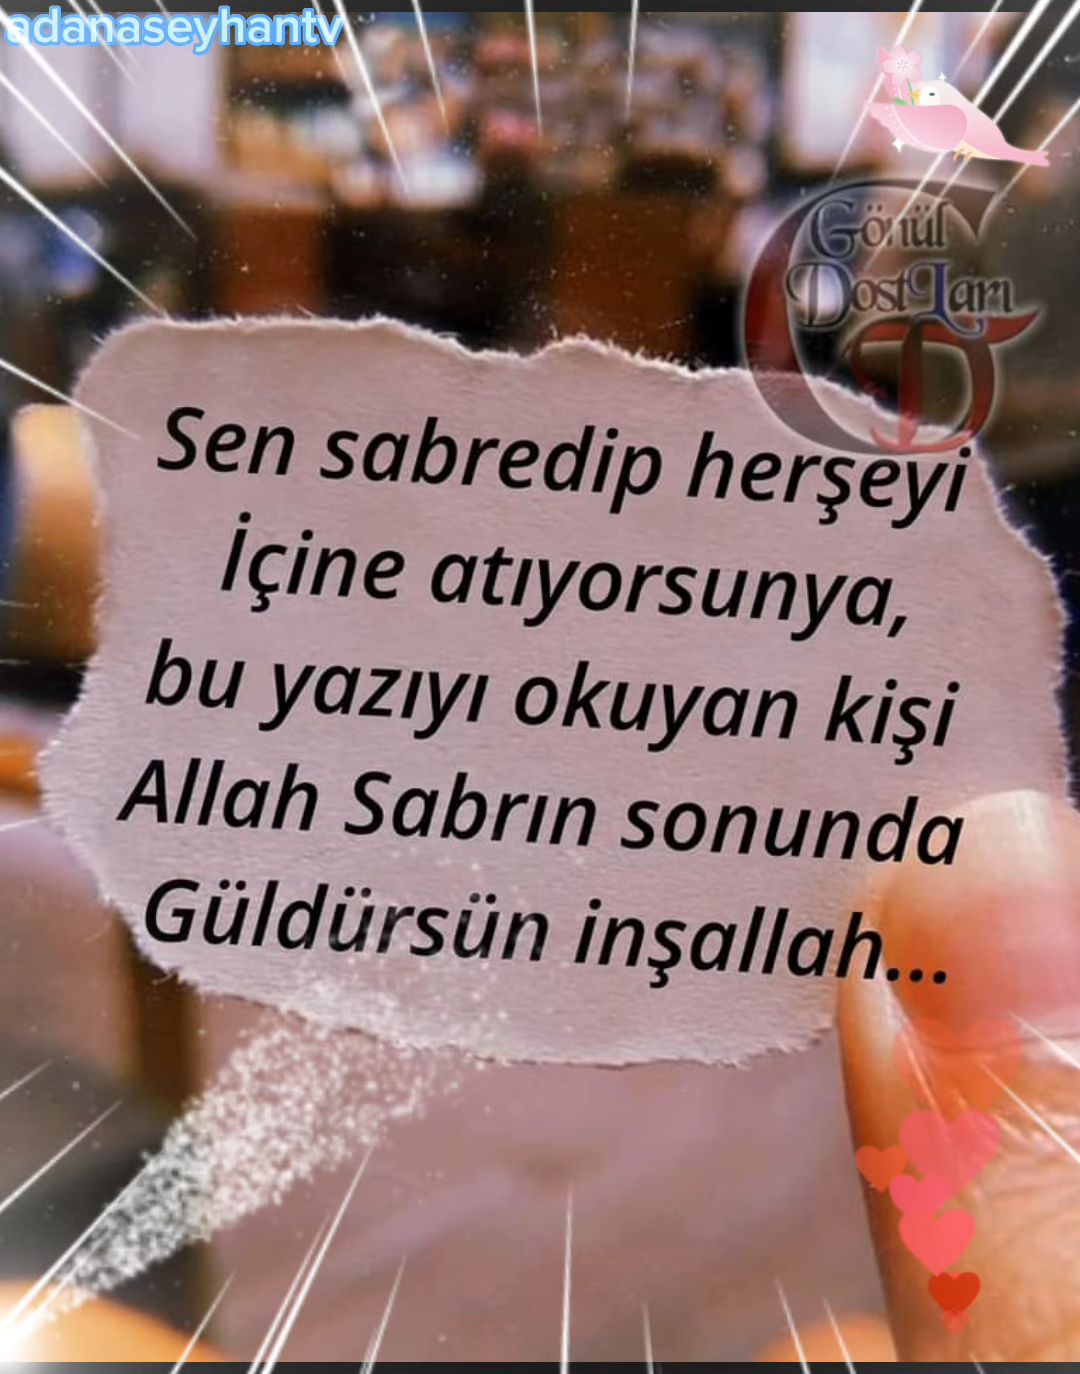 adanaseyhantv
Gönül
DostLarı
Sen sabredip herşeyi
İçine atıyorsunya,
bu yazıyı okuyan kişi
Allah Sabrın sonunda
Güldürsün inşallah...